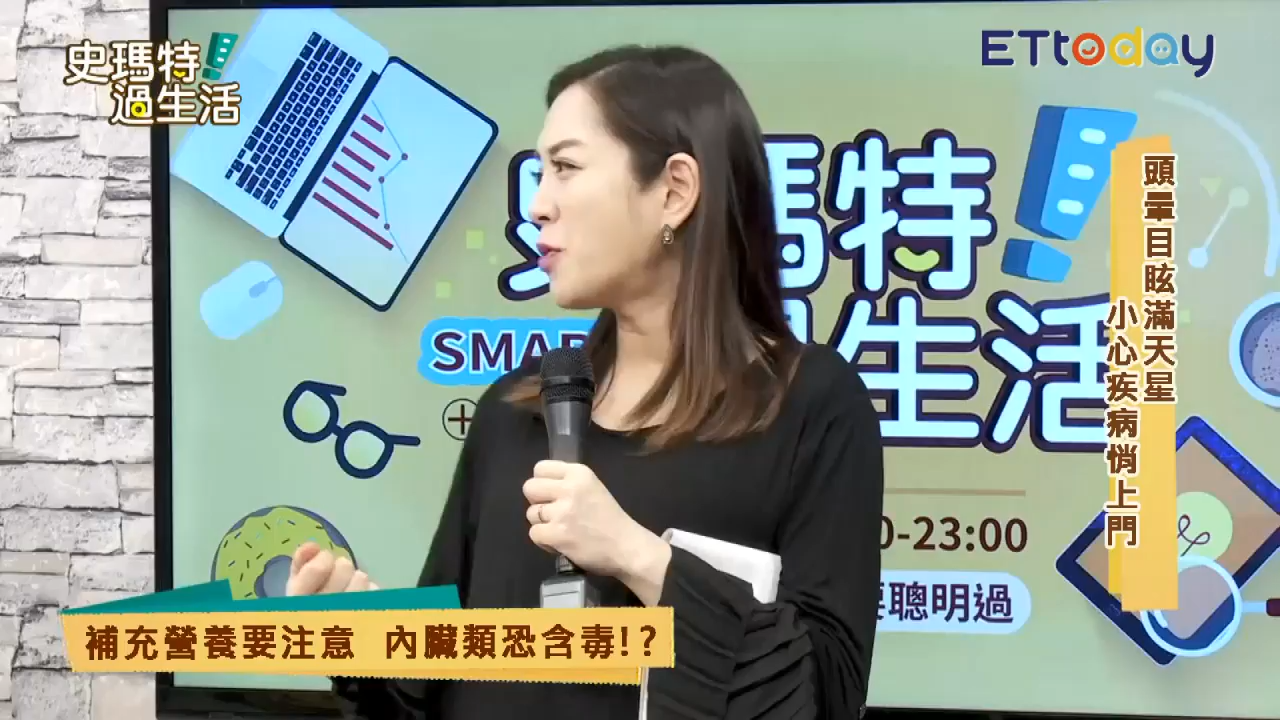 史瑪特
過生活
ETtoday
頭暈目眩滿天星
小心疾病悄上門
瑪特
生活
SMAR
0-23:00
聰明過
補充營養要注意 內臟類恐含毒!?